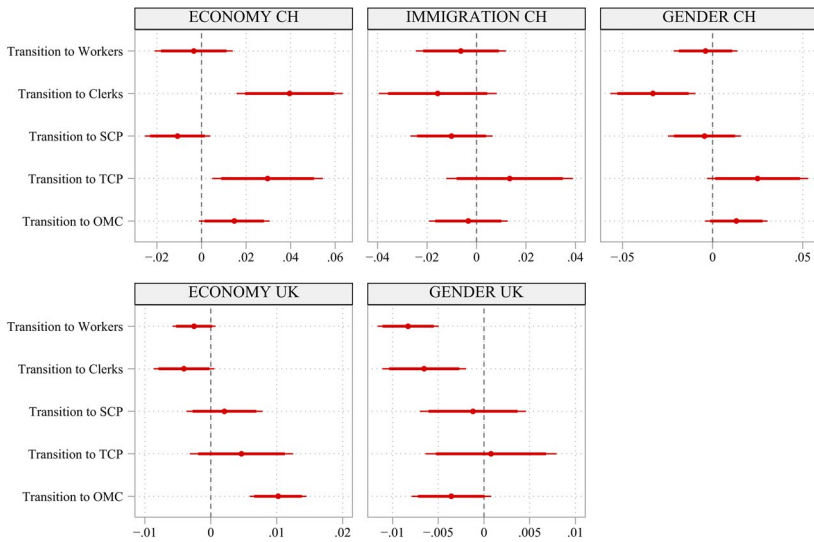 ECONOMY CH
IMMIGRATION CH
GENDER CH
Transition to Workers
Transition to Clerks
Transition to SCP
Transition to TCP
Transition to OMC
−.02 0 .02 .04 .06
−.04 −.02 0 .02 .04
−.05 0 .05
ECONOMY UK
GENDER UK
Transition to Workers
Transition to Clerks
Transition to SCP
Transition to TCP
Transition to OMC
−.01 0 .01 .02
−.01 −.005 0 .005 .01